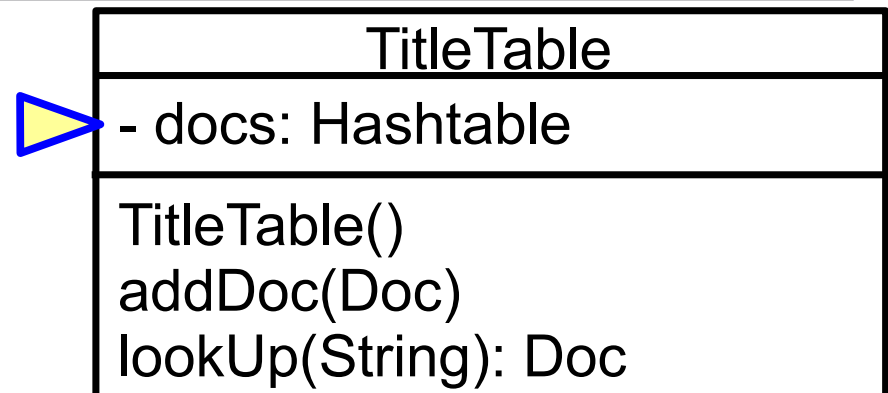 TitleTable
- docs: Hashtable
TitleTable()
addDoc(Doc)
lookUp(String): Doc